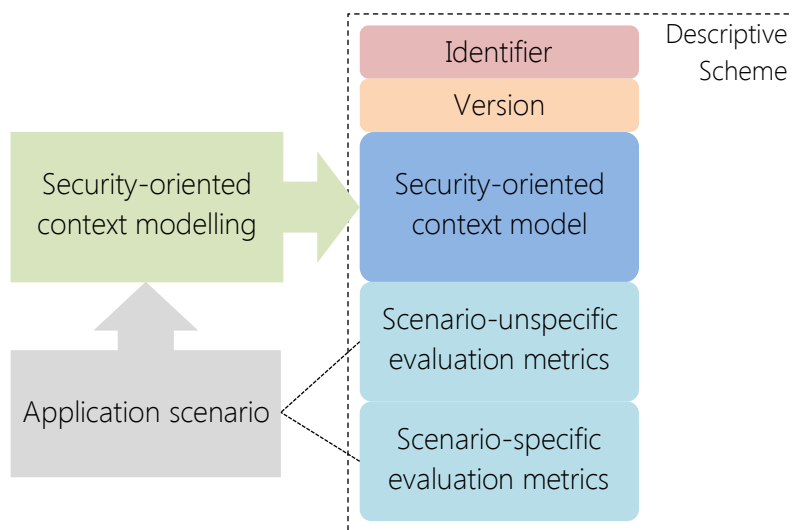 Descriptive
Scheme
Identifier
Version
Security-oriented
context modelling
Security-oriented
context model
Scenario-unspecific
evaluation metrics
Application scenario
Scenario-specific
evaluation metrics